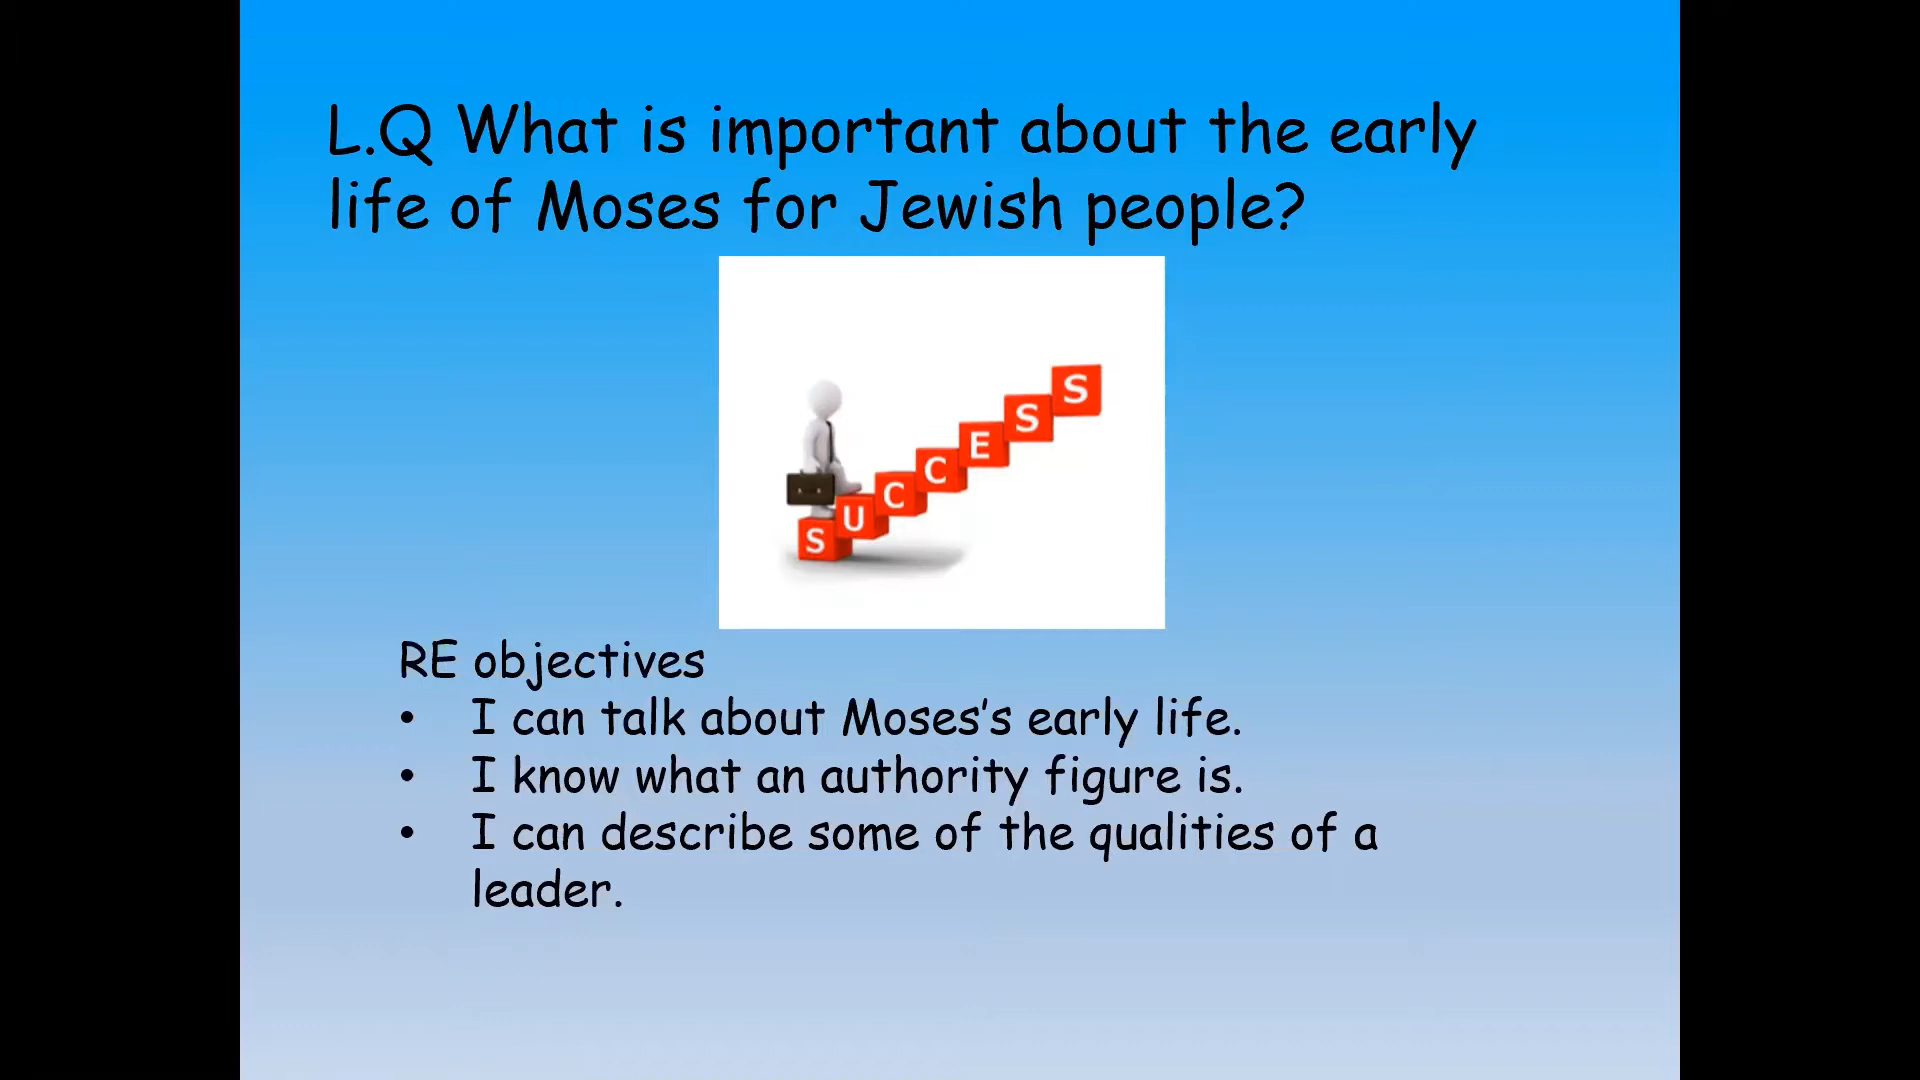 L.Q What is important about the early
life of Moses for Jewish people?
SUCCESS
RE objectives
• I can talk about Moses’s early life.
• I know what an authority figure is.
• I can describe some of the qualities of a
leader.